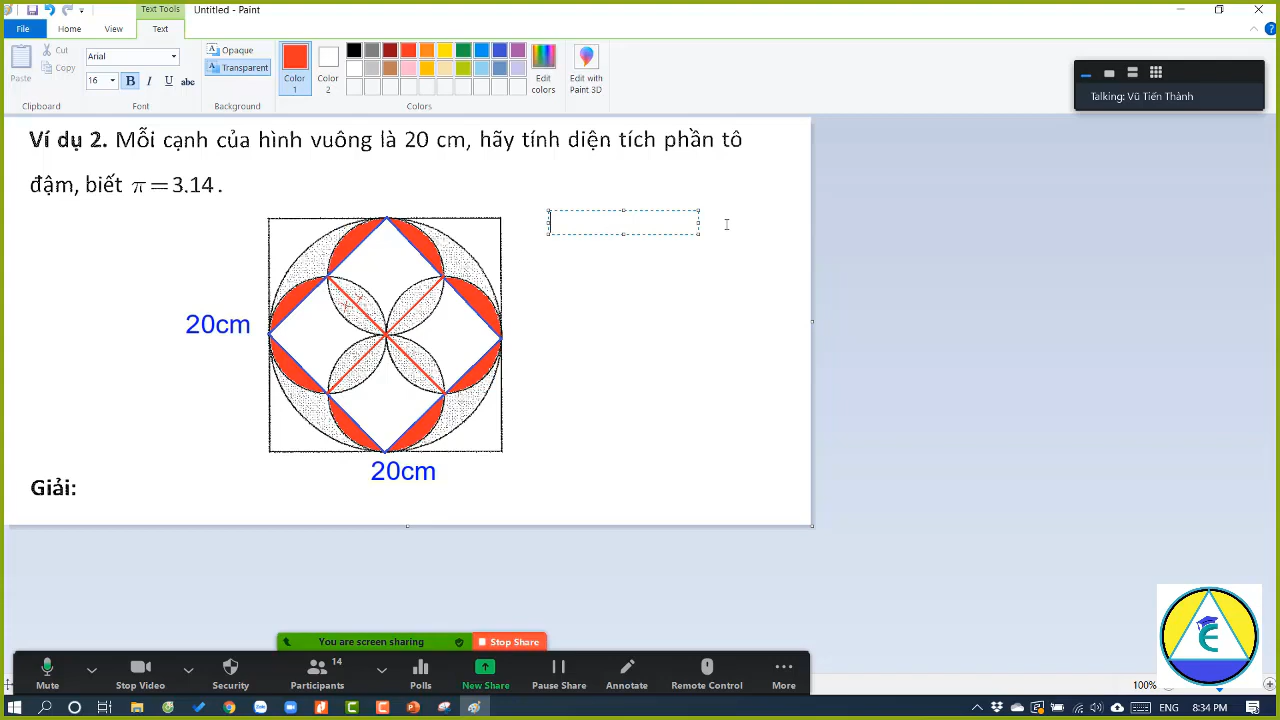 Text Tools
Untitled - Paint
File
Home
View
Text
Paste
Cut
Copy
Clipboard
Arial
16
B I U abc
Font
Opaque
Transparent
Background
Color 1
Color 2
Edit colors
Edit with Paint 3D
Colors
Talking: Vũ Tiến Thành
Ví dụ 2. Mỗi cạnh của hình vuông là 20 cm, hãy tính diện tích phần tô
đậm, biết π = 3.14 .
20cm
20cm
Giải:
You are screen sharing
Stop Share
Mute
Stop Video
Security
14
Participants
Polls
New Share
Pause Share
Annotate
Remote Control
More
100%
ENG
8:34 PM